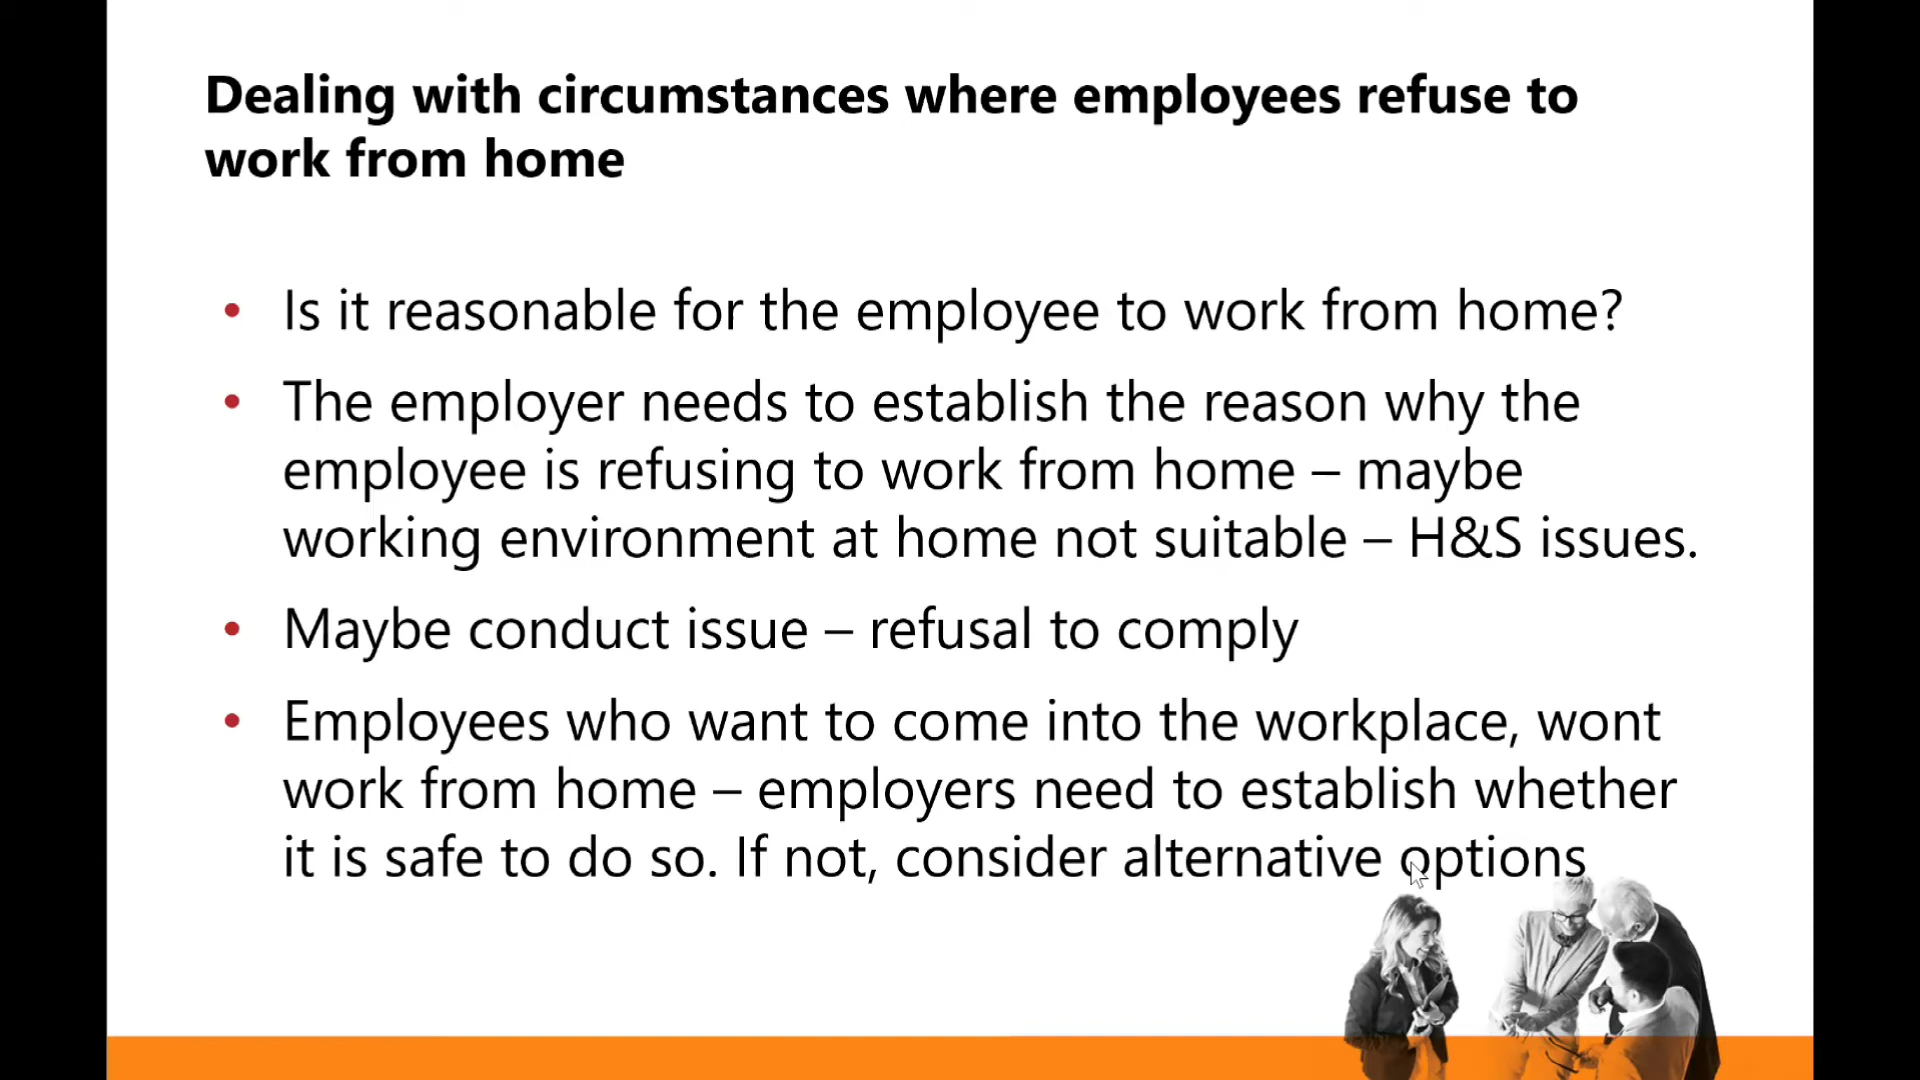 Dealing with circumstances where employees refuse to
work from home
• Is it reasonable for the employee to work from home?
• The employer needs to establish the reason why the
employee is refusing to work from home – maybe
working environment at home not suitable – H&S issues.
• Maybe conduct issue – refusal to comply
• Employees who want to come into the workplace, wont
work from home – employers need to establish whether
it is safe to do so. If not, consider alternative options